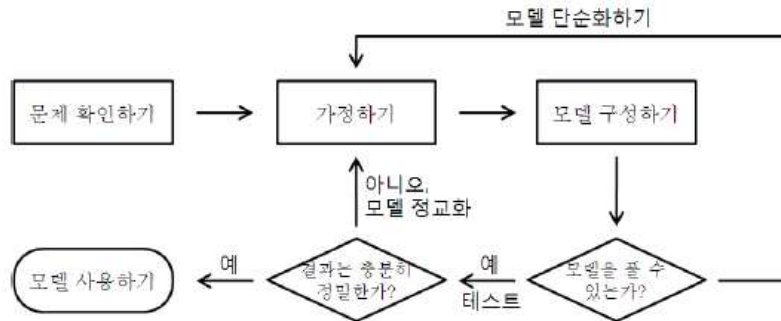 모델 단순화하기
문제 확인하기
가정하기
모델 구성하기
아니오,
모델 정교화
모델 사용하기
예
결과는 충분히
정밀한가?
예
테스트
모델을 풀 수
있는가?